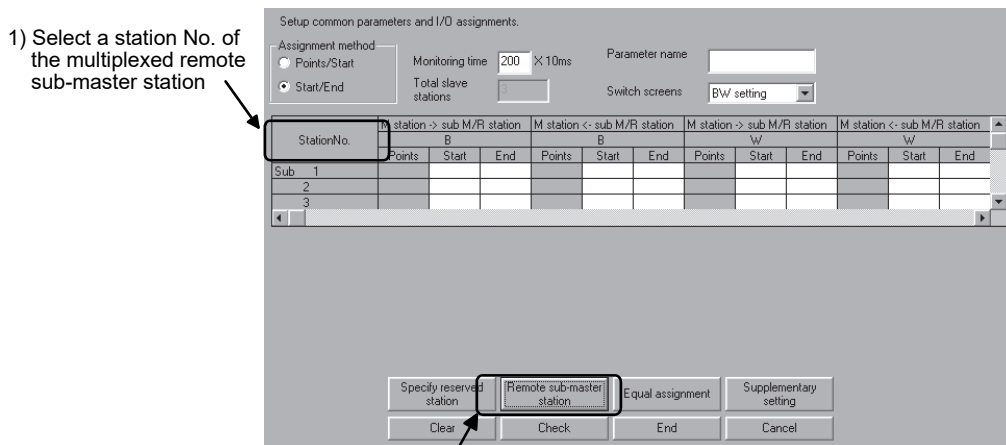 1) Select a station No. of
the multiplexed remote
sub-master station
Setup common parameters and I/O assignments.
Assignment method
Points/Start
Start/End
Monitoring time 200 X10ms
Total slave
stations 3
Parameter name
Switch screens BW setting
StationNo. M station -> sub M/R station M station <- sub M/R station M station -> sub M/R station M station <- sub M/R station
B B W W
Points Start End Points Start End Points Start End Points Start End
Sub 1
2
3
Specify reserved
station
Remote sub-master
station
Equal assignment
Supplementary
setting
Clear Check End Cancel